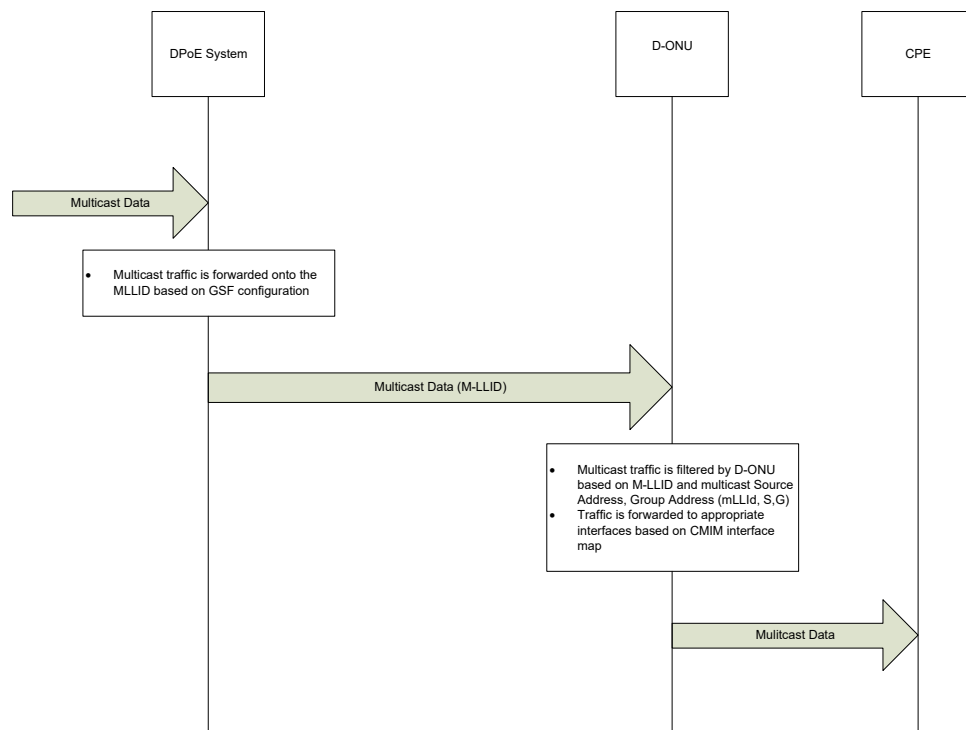 DPoE System
D-ONU
CPE
Multicast Data
• Multicast traffic is forwarded onto the
MLLID based on GSF configuration
Multicast Data (M-LLID)
• Multicast traffic is filtered by D-ONU
based on M-LLID and multicast Source
Address, Group Address (mLLId, S,G)
• Traffic is forwarded to appropriate
interfaces based on CMIM interface
map
Mulitcast Data